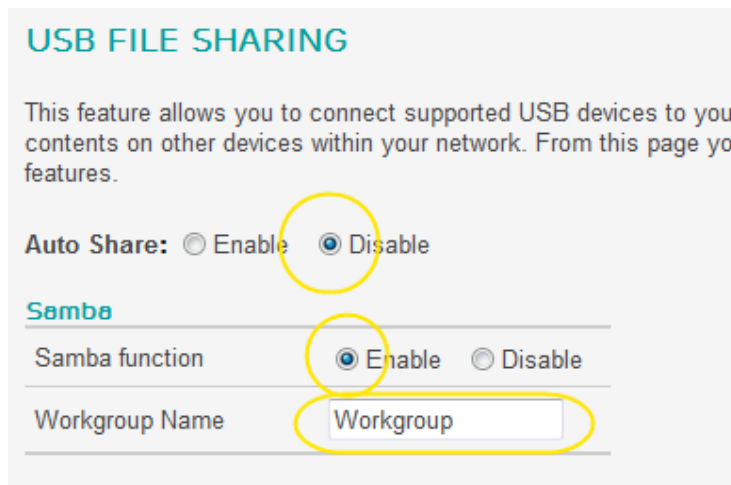 USB FILE SHARING
This feature allows you to connect supported USB devices to you
contents on other devices within your network. From this page yo
features.
Auto Share: Enable Disable
Samba
Samba function Enable Disable
Workgroup Name Workgroup